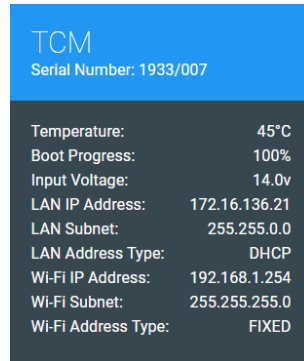 TCM
Serial Number: 1933/007
Temperature: 45°C
Boot Progress: 100%
Input Voltage: 14.0v
LAN IP Address: 172.16.136.21
LAN Subnet: 255.255.0.0
LAN Address Type: DHCP
Wi-Fi IP Address: 192.168.1.254
Wi-Fi Subnet: 255.255.255.0
Wi-Fi Address Type: FIXED